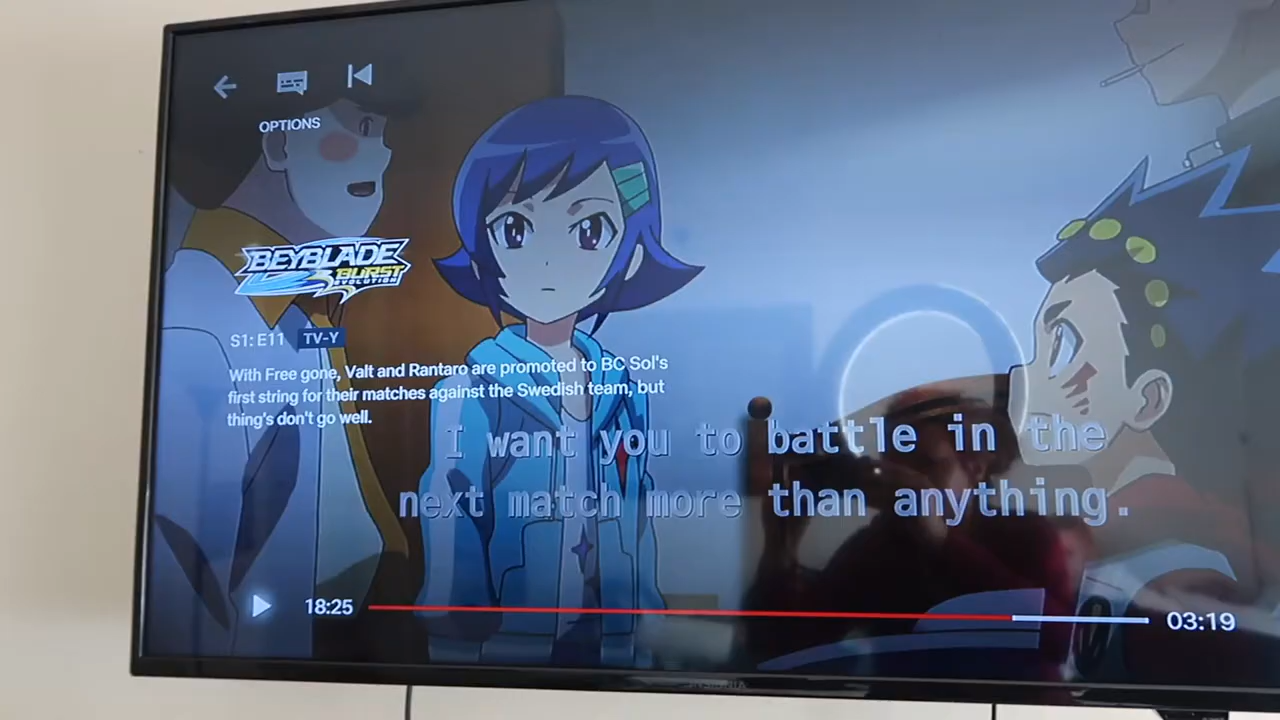 OPTIONS
BEYBLADE
BURST
EVOLUTION
S1: E11 TV-Y
With Free gone, Valt and Rantaro are promoted to BC Sol's
first string for their matches against the Swedish team, but
thing's don't go well.
I want you to battle in the
next match more than anything.
18:25 03:19
INSIGNIA